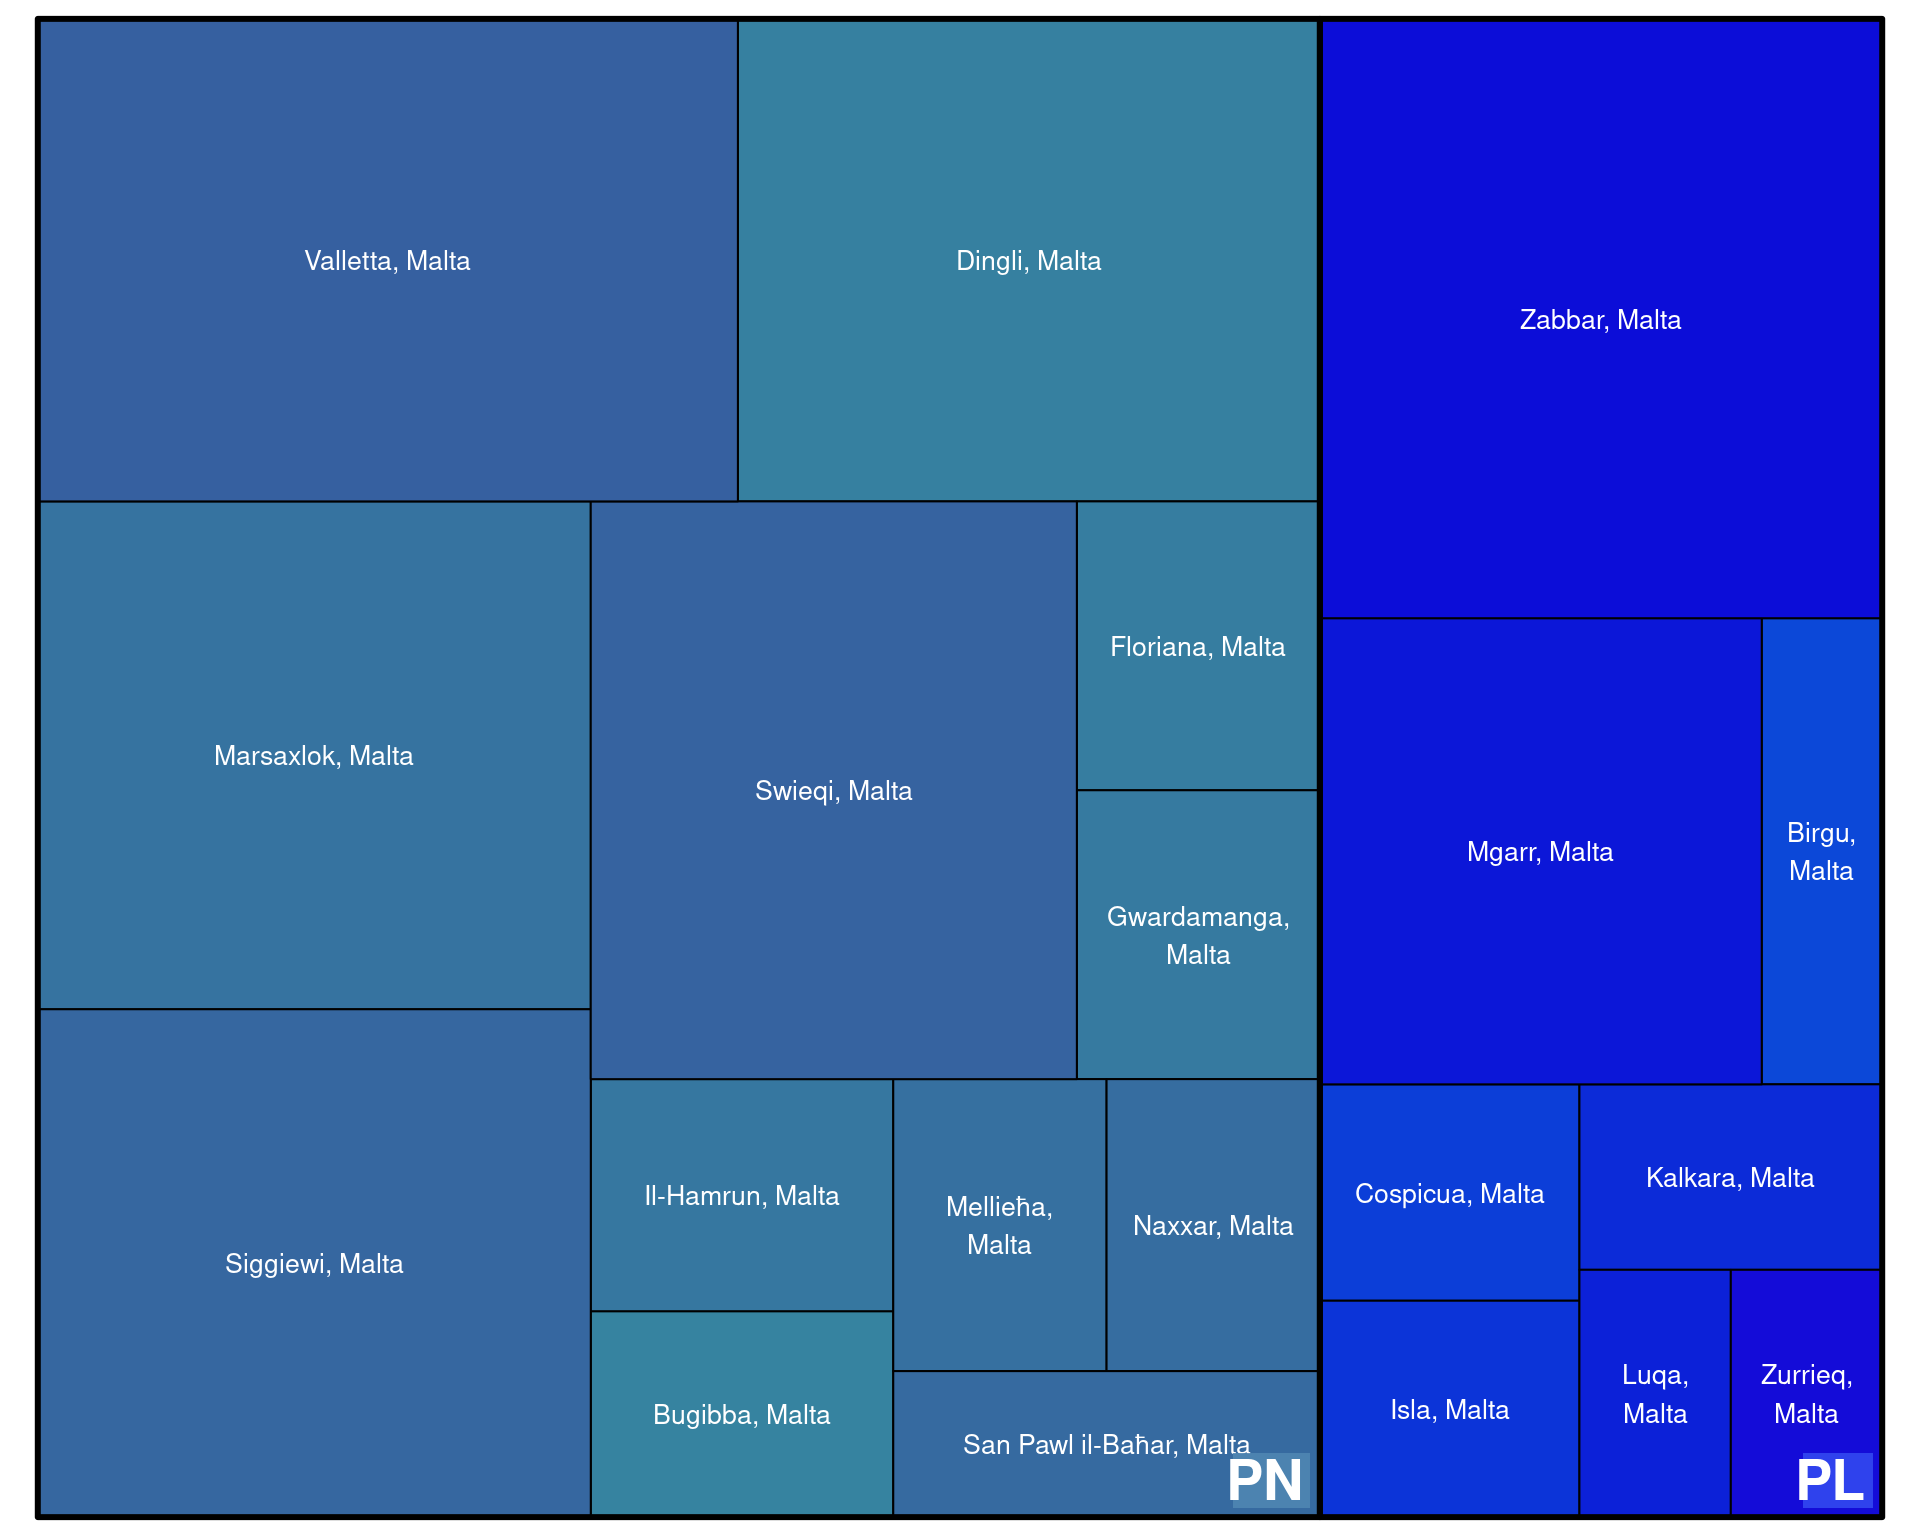 Valletta, Malta
Dingli, Malta
Zabbar, Malta
Marsaxlok, Malta
Swieqi, Malta
Floriana, Malta
Gwardamanga,
Malta
Mgarr, Malta
Birgu,
Malta
Siggiewi, Malta
Il-Hamrun, Malta
Mellieħa,
Malta
Naxxar, Malta
Bugibba, Malta
San Pawl il-Baħar, Malta
PN
Cospicua, Malta
Kalkara, Malta
Isla, Malta
Luqa,
Malta
Zurrieq,
Malta
PL